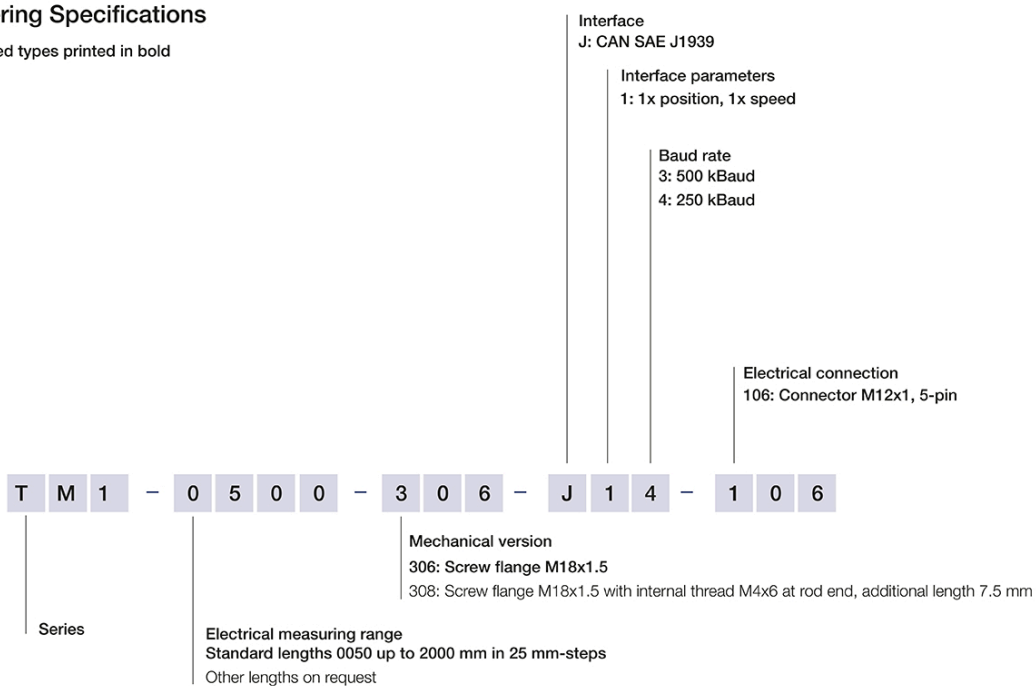 ring Specifications
ed types printed in bold
Interface
J: CAN SAE J1939
Interface parameters
1: 1x position, 1x speed
Baud rate
3: 500 kBaud
4: 250 kBaud
Electrical connection
106: Connector M12x1, 5-pin
T M 1 – 0 5 0 0 – 3 0 6 – J 1 4 – 1 0 6
Mechanical version
306: Screw flange M18x1.5
308: Screw flange M18x1.5 with internal thread M4x6 at rod end, additional length 7.5 mm
Series
Electrical measuring range
Standard lengths 0050 up to 2000 mm in 25 mm-steps
Other lengths on request